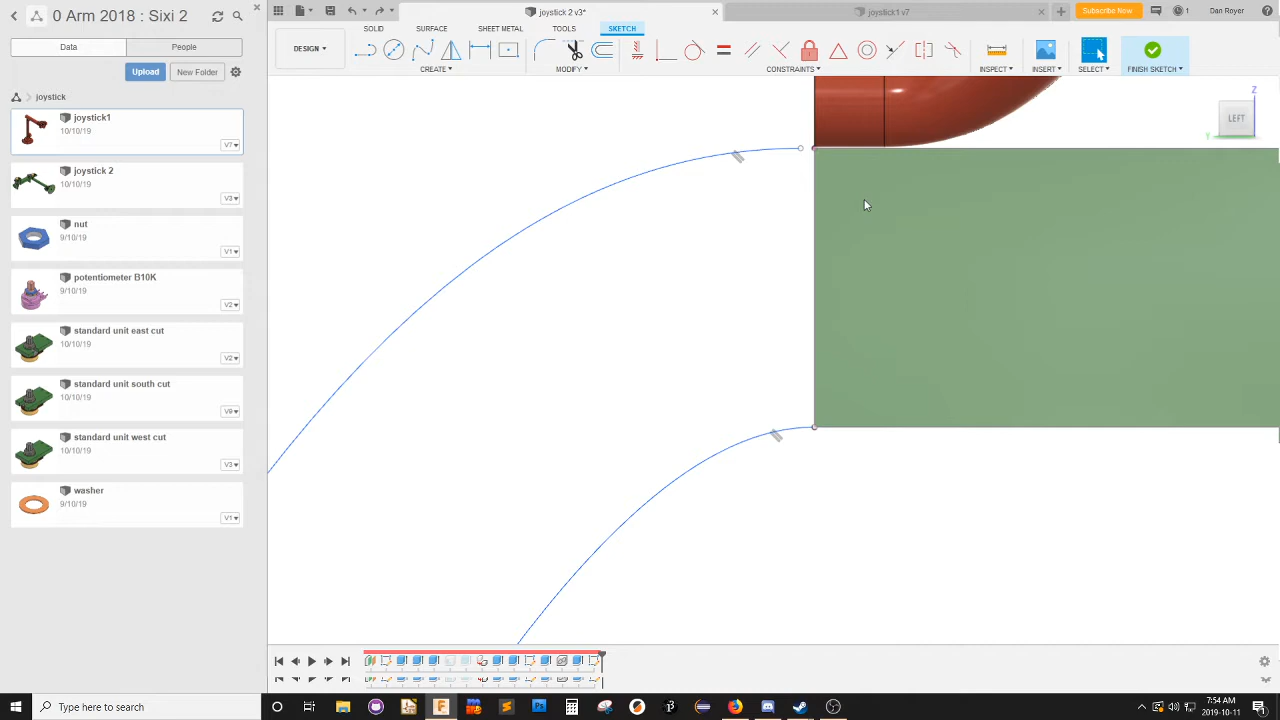 0 Arm 2018 : Sixi 2
joystick 2 v3*
joystick1 v7
Subscribe Now
1
Dan Royer
Data
People
Upload
New Folder
DESIGN
SOLID
SURFACE
SHEET METAL
TOOLS
SKETCH
CREATE
MODIFY
CONSTRAINTS
INSPECT
INSERT
SELECT
FINISH SKETCH
joystick
joystick1
10/10/19
V7
joystick 2
10/10/19
V3
nut
9/10/19
V1
potentiometer B10K
9/10/19
V2
standard unit east cut
10/10/19
V2
standard unit south cut
10/10/19
V9
standard unit west cut
10/10/19
V3
washer
9/10/19
V1
Z
LEFT
Y
Type here to search
7:54 AM
2019-10-11